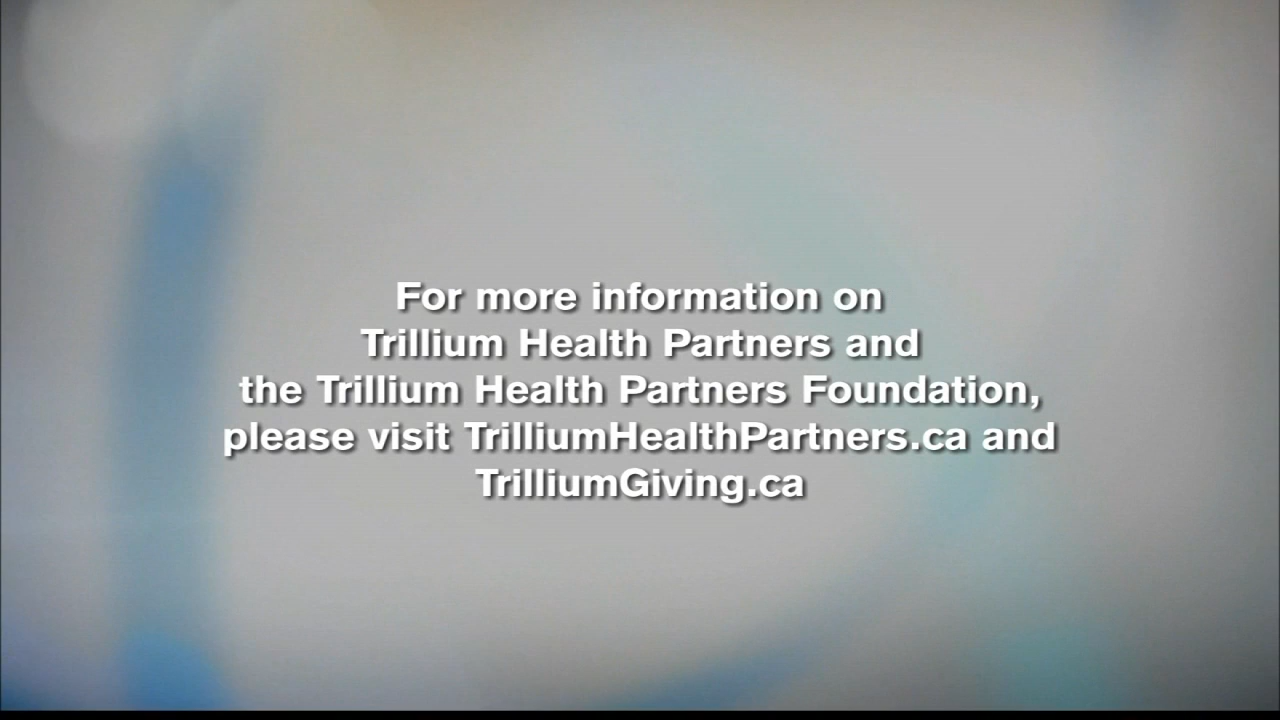 For more information on
Trillium Health Partners and
the Trillium Health Partners Foundation,
please visit TrilliumHealthPartners.ca and
TrilliumGiving.ca